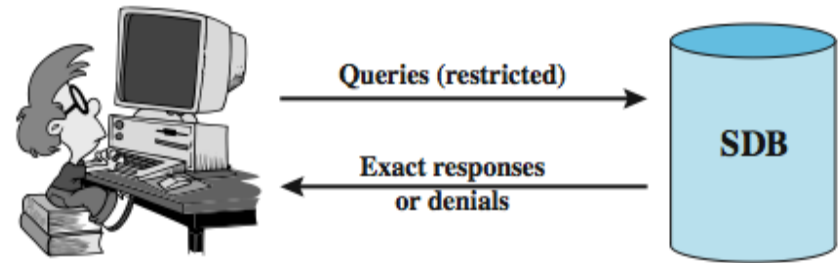 Queries (restricted)
SDB
Exact responses
or denials